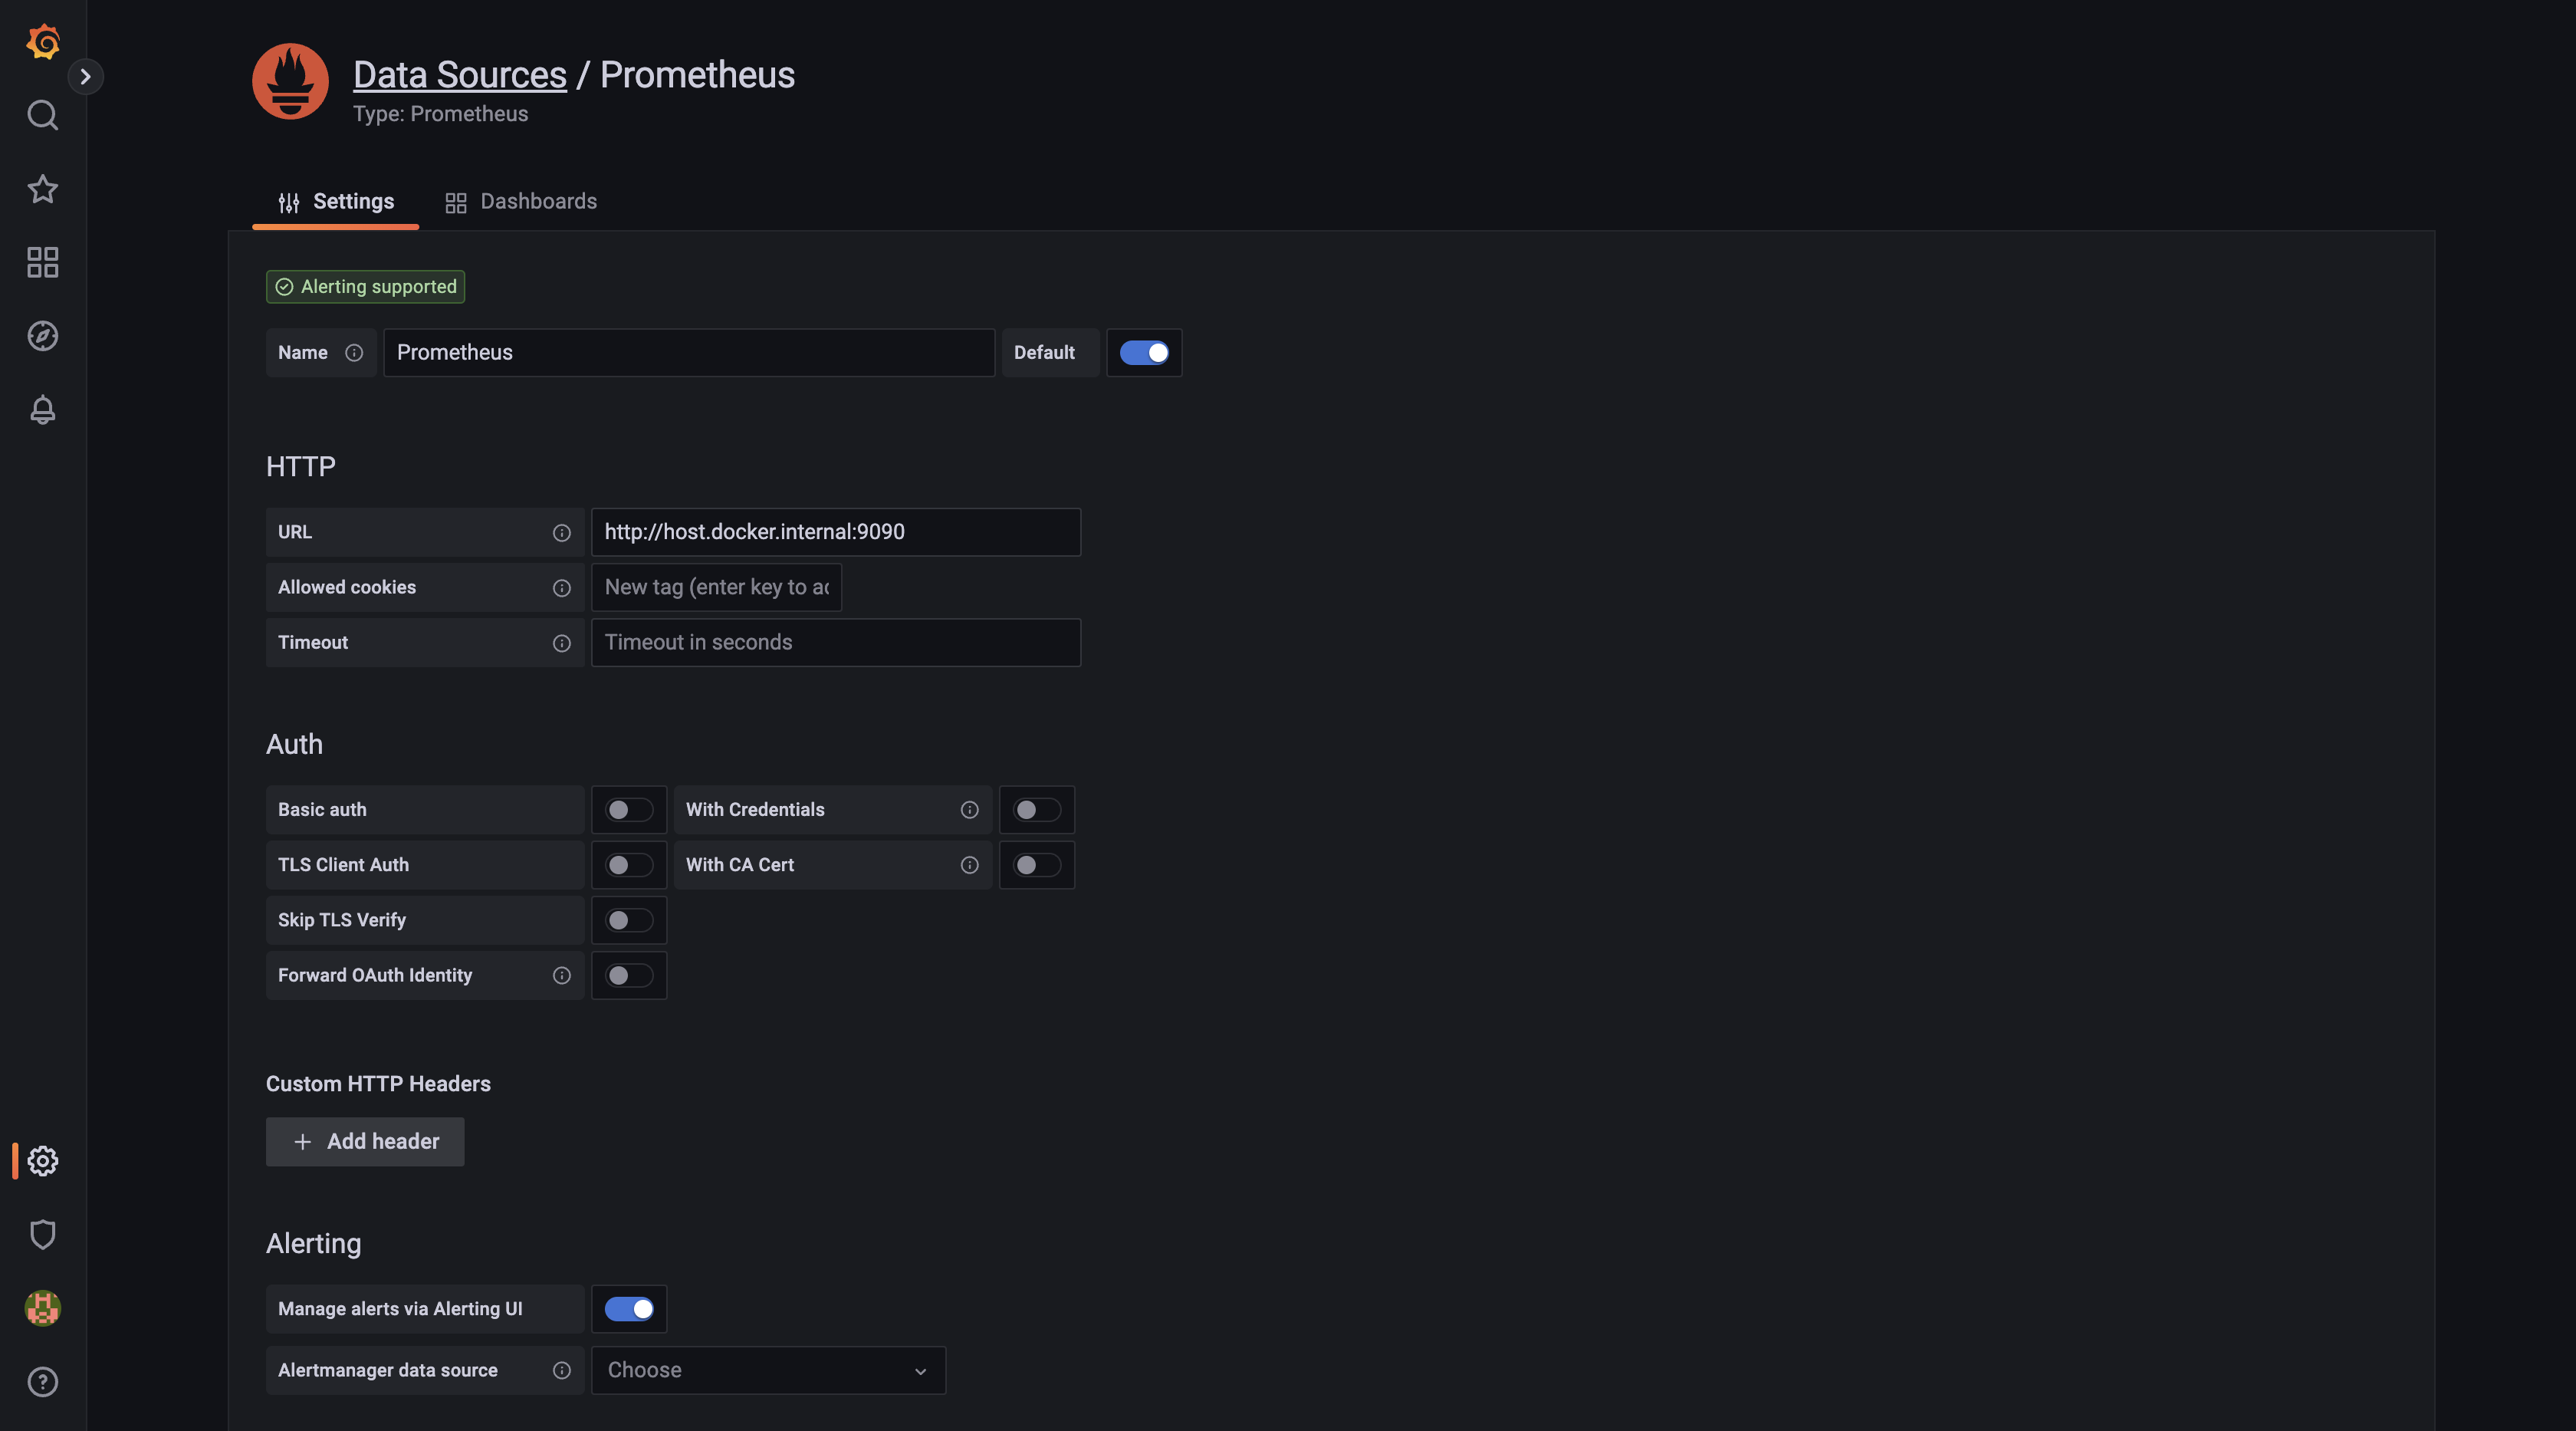 Data Sources / Prometheus
Type: Prometheus
Settings Dashboards
Alerting supported
Name Prometheus Default
HTTP
URL http://host.docker.internal:9090
Allowed cookies New tag (enter key to ad
Timeout Timeout in seconds
Auth
Basic auth With Credentials
TLS Client Auth With CA Cert
Skip TLS Verify
Forward OAuth Identity
Custom HTTP Headers
+ Add header
Alerting
Manage alerts via Alerting UI
Alertmanager data source Choose